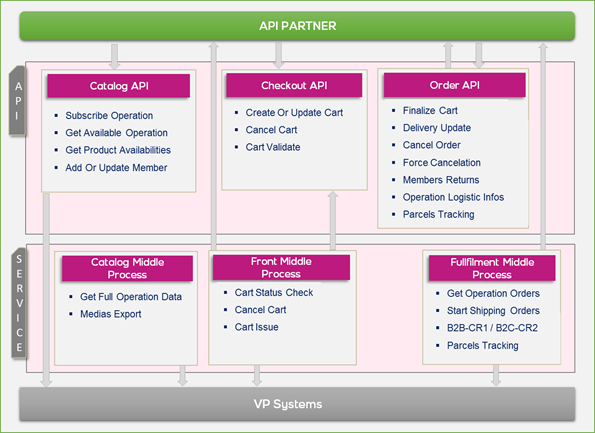 API PARTNER
API
Catalog API
Subscribe Operation
Get Available Operation
Get Product Availabilities
Add Or Update Member
Checkout API
Create Or Update Cart
Cancel Cart
Cart Validate
Order API
Finalize Cart
Delivery Update
Cancel Order
Force Cancelation
Members Returns
Operation Logistic Infos
Parcels Tracking
SERVICE
Catalog Middle
Process
Get Full Operation Data
Medias Export
Front Middle
Process
Cart Status Check
Cancel Cart
Cart Issue
Fullfilment Middle
Process
Get Operation Orders
Start Shipping Orders
B2B-CR1 / B2C-CR2
Parcels Tracking
VP Systems